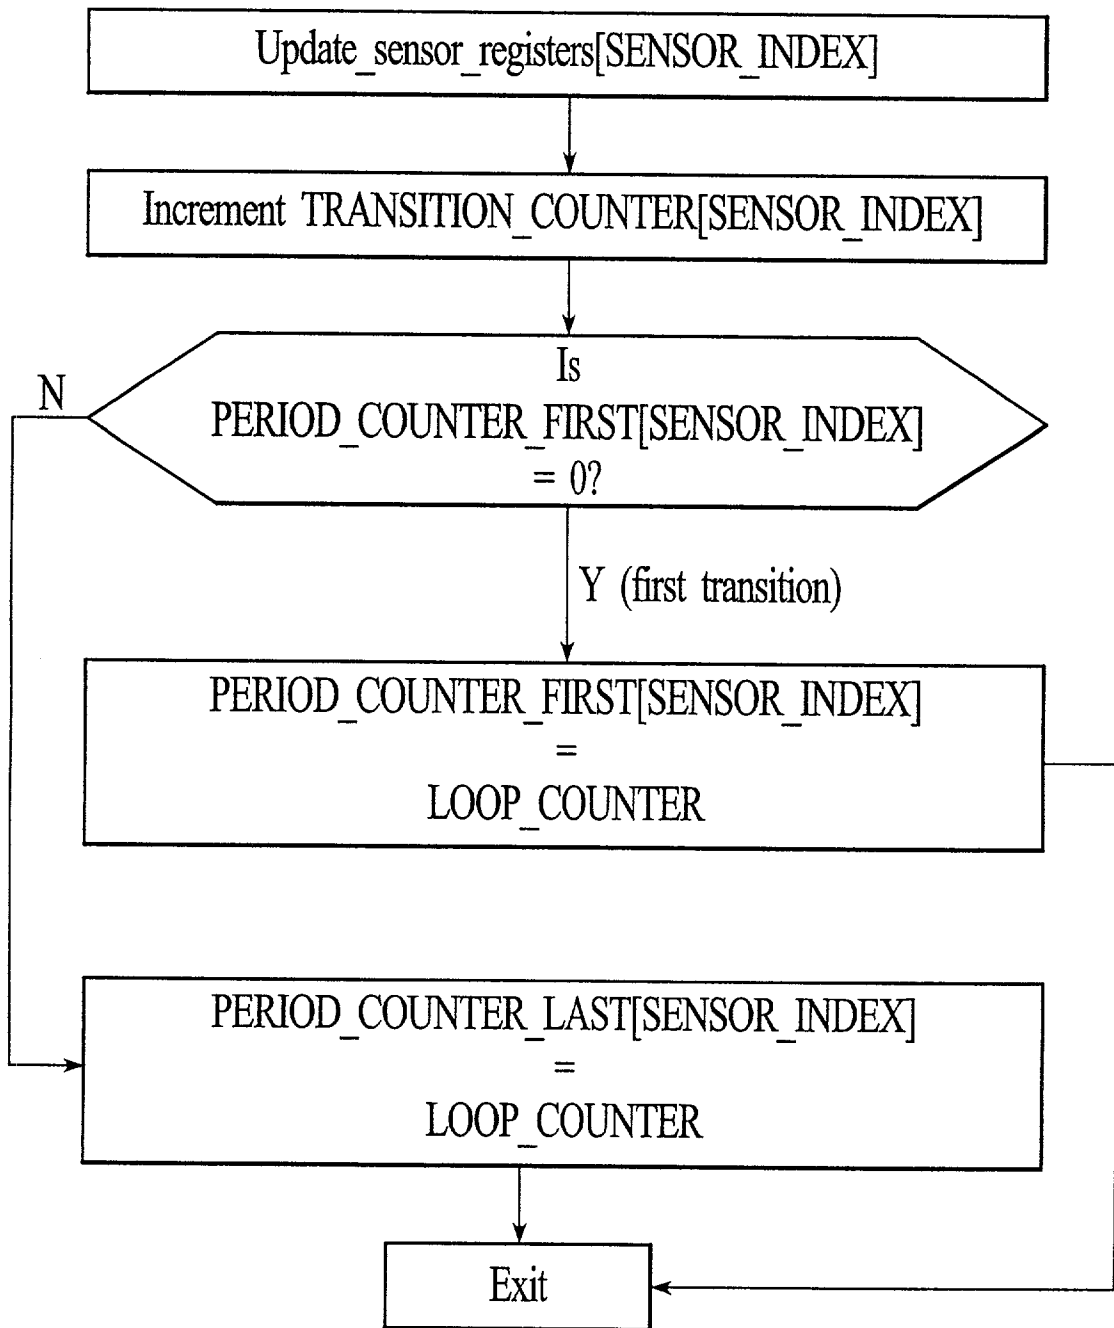 Update_sensor_registers[SENSOR_INDEX]
Increment TRANSITION_COUNTER[SENSOR_INDEX]
Is
N
PERIOD_COUNTER_FIRST[SENSOR_INDEX]
= 0?
Y (first transition)
PERIOD_COUNTER_FIRST[SENSOR_INDEX]
=
LOOP_COUNTER
PERIOD_COUNTER_LAST[SENSOR_INDEX]
=
LOOP_COUNTER
Exit